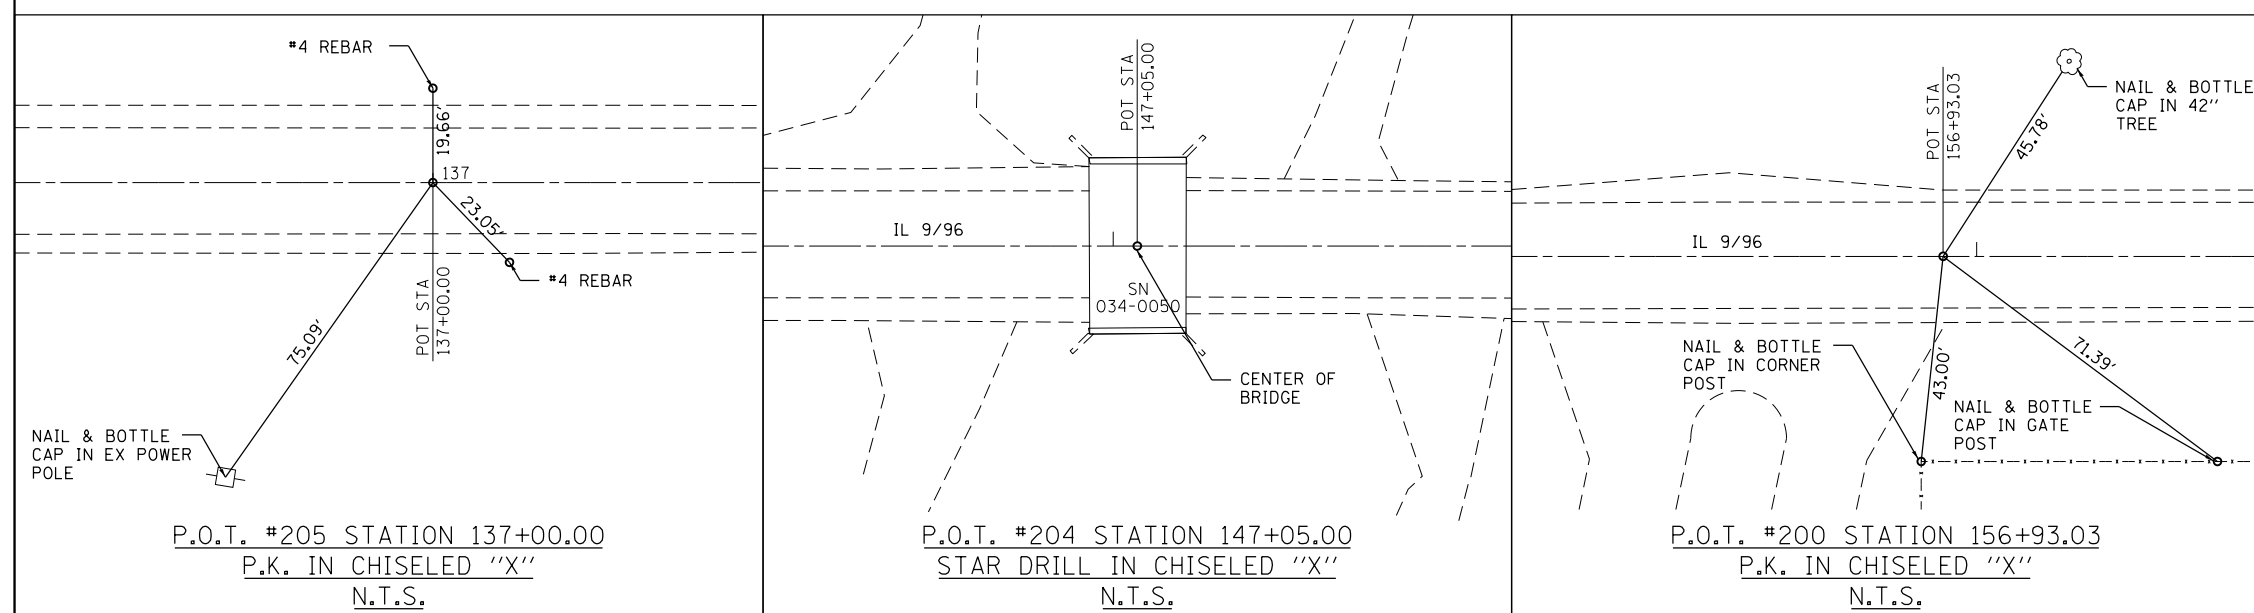 #4 REBAR
19.66'
137
23.05'
#4 REBAR
POT STA
137+00.00
75.09'
NAIL & BOTTLE
CAP IN EX POWER
POLE
P.O.T. #205 STATION 137+00.00
P.K. IN CHISELED "X"
N.T.S.
POT STA
147+05.00
IL 9/96
SN
034-0050
CENTER OF
BRIDGE
P.O.T. #204 STATION 147+05.00
STAR DRILL IN CHISELED "X"
N.T.S.
POT STA
156+93.03
NAIL & BOTTLE
CAP IN 42"
TREE
45.78'
IL 9/96
NAIL & BOTTLE
CAP IN CORNER
POST
43.00'
71.39'
NAIL & BOTTLE
CAP IN GATE
POST
P.O.T. #200 STATION 156+93.03
P.K. IN CHISELED "X"
N.T.S.